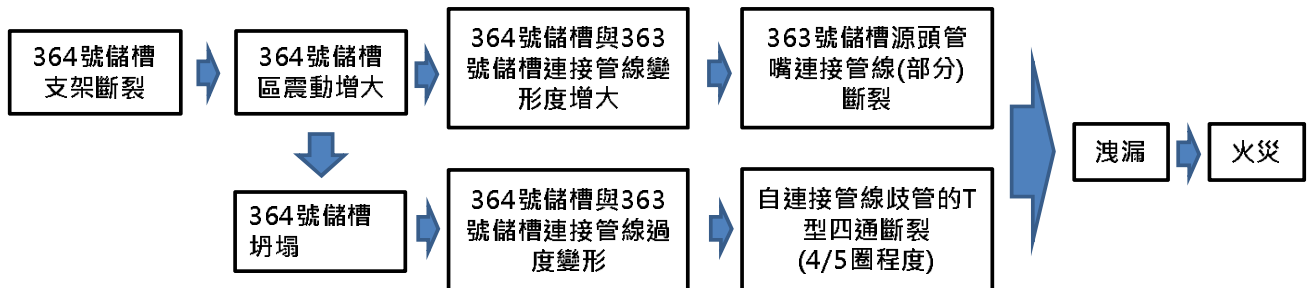 364號儲槽
支架斷裂
364號儲槽
區震動增大
364號儲槽與363
號儲槽連接管線變
形度增大
363號儲槽源頭管
嘴連接管線(部分)
斷裂
364號儲槽
坍塌
364號儲槽與363
號儲槽連接管線過
度變形
自連接管線歧管的T
型四通斷裂
(4/5圈程度)
洩漏
火災